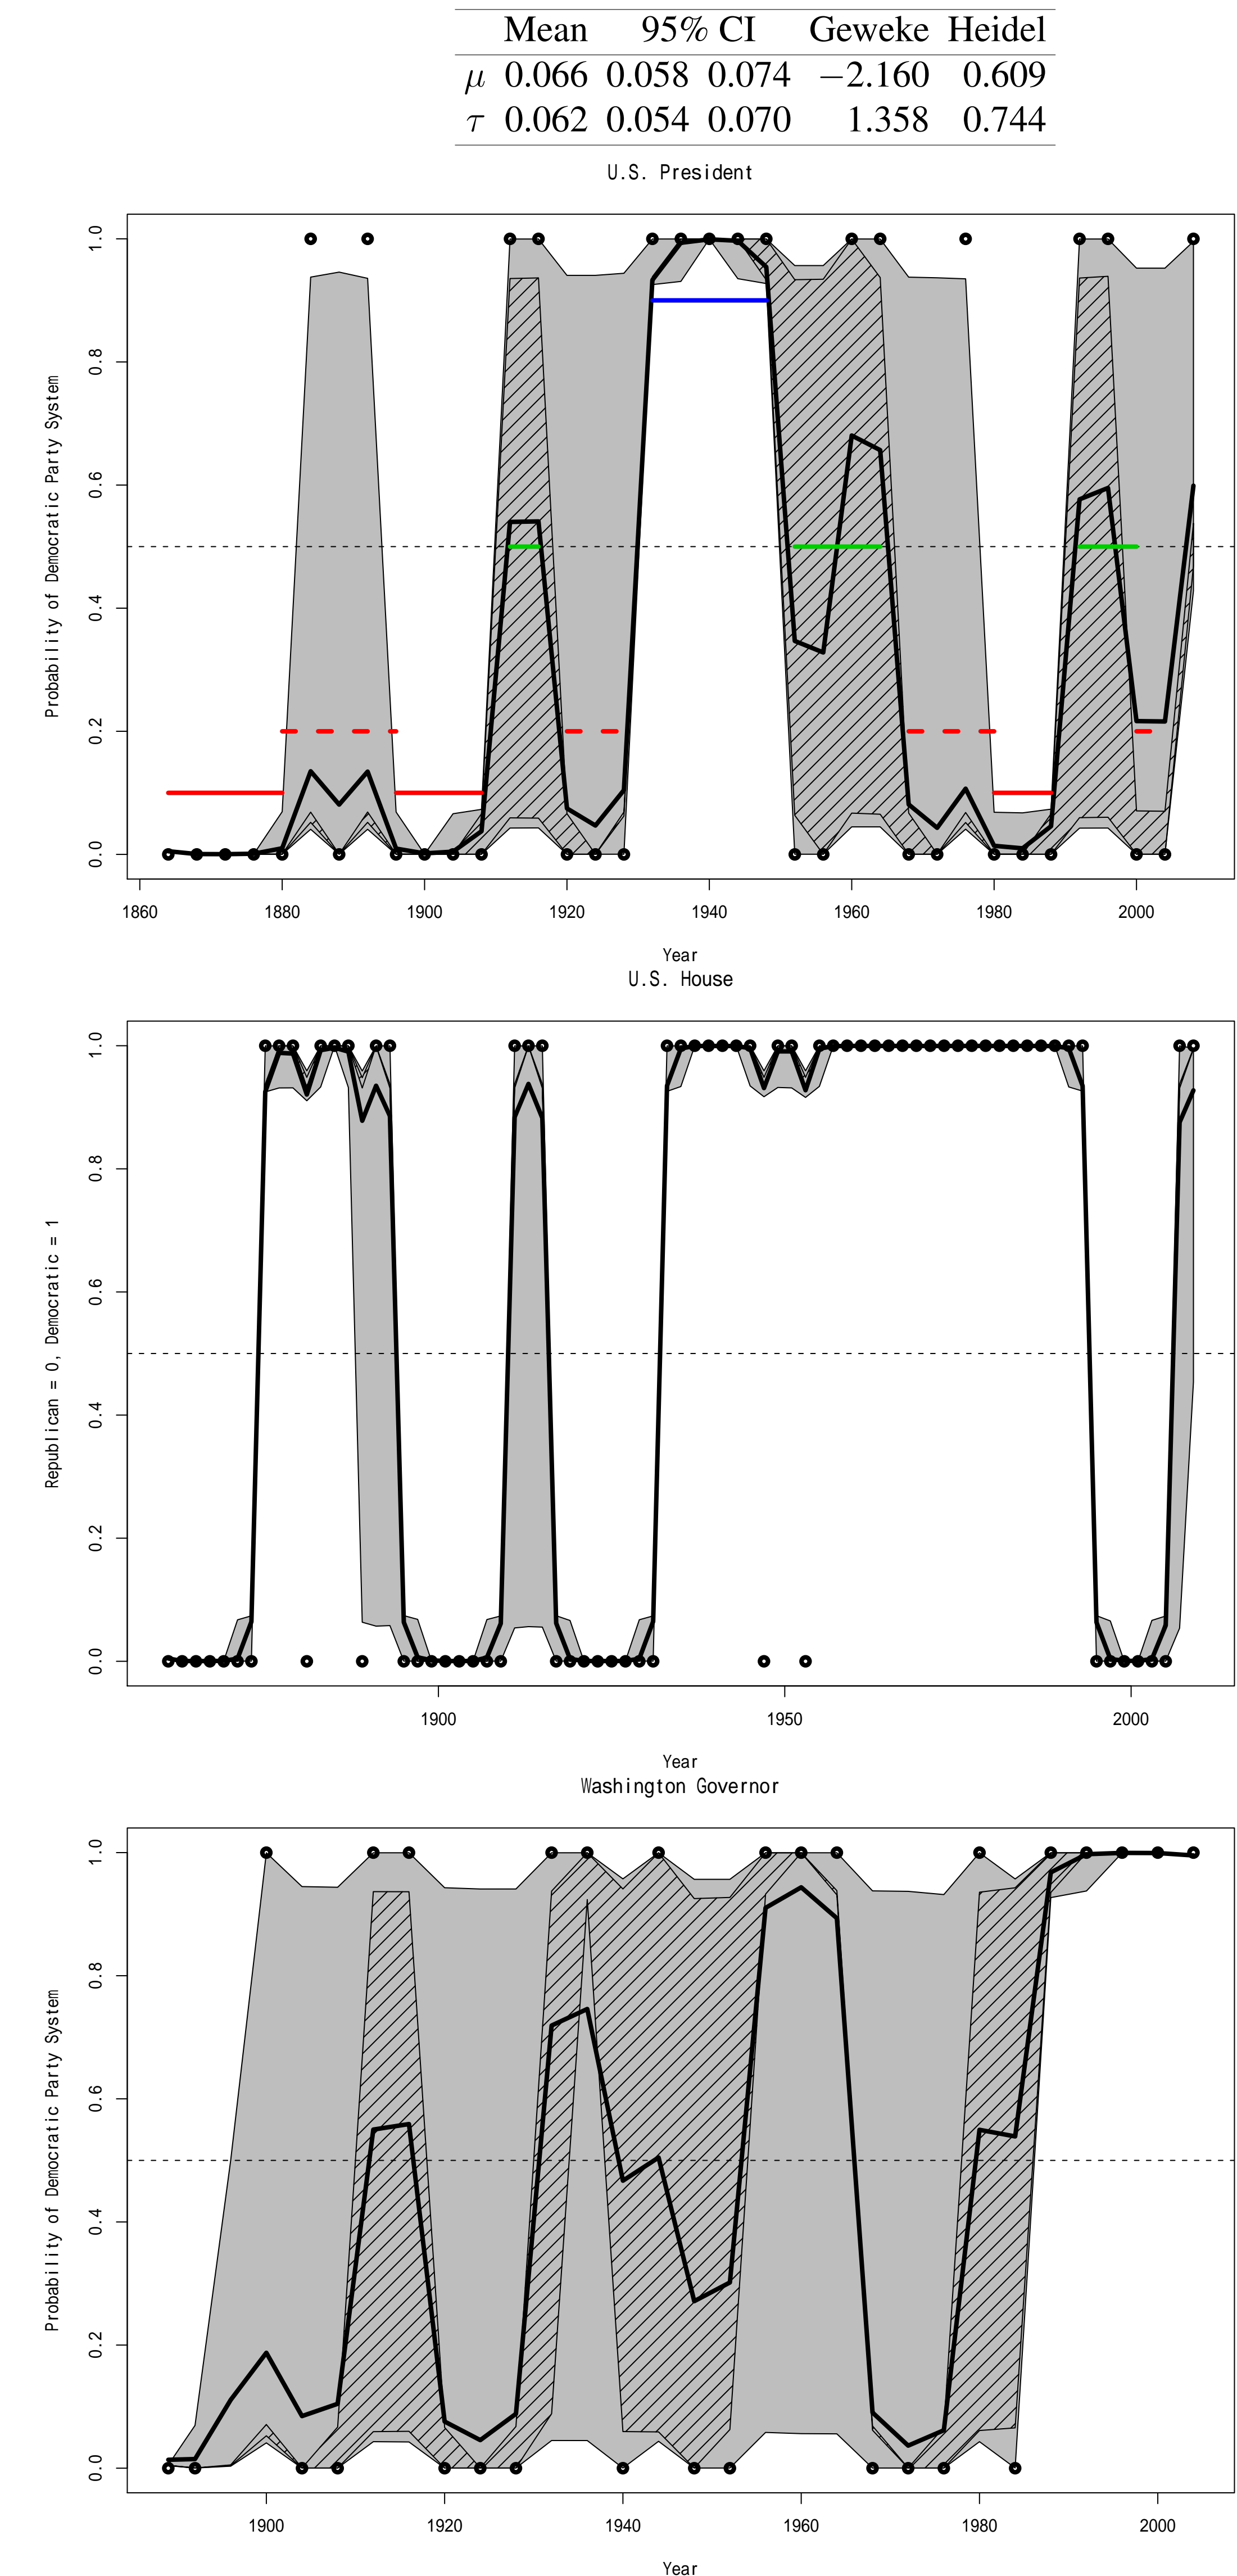 Mean 95% CI Geweke Heidel
μ 0.066 0.058 0.074 −2.160 0.609
τ 0.062 0.054 0.070 1.358 0.744
U.S. President
Probability of Democratic Party System
1.0
0.8
0.6
0.4
0.2
0.0
1860 1880 1900 1920 1940 1960 1980 2000
Year
U.S. House
Republican = 0, Democratic = 1
1.0
0.8
0.6
0.4
0.2
0.0
1900 1950 2000
Year
Washington Governor
Probability of Democratic Party System
1.0
0.8
0.6
0.4
0.2
0.0
1900 1920 1940 1960 1980 2000
Year